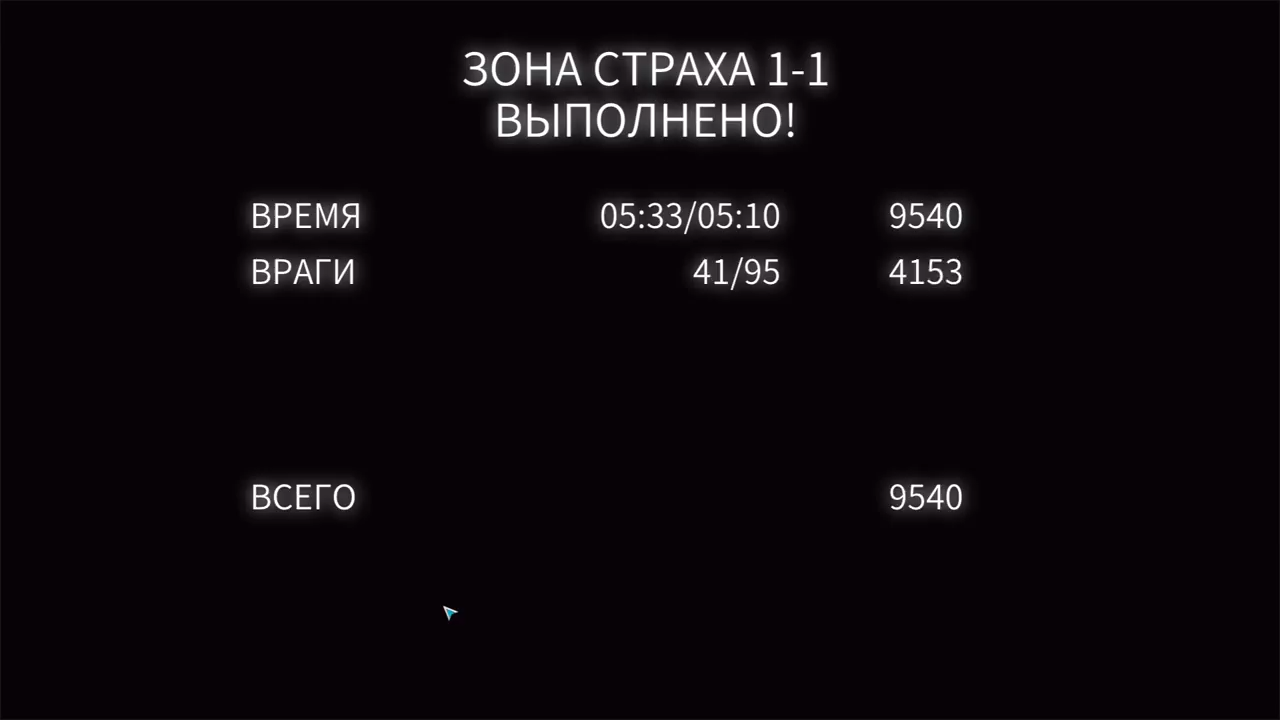 ЗОНА СТРАХА 1-1
ВЫПОЛНЕНО!
ВРЕМЯ 05:33/05:10 9540
ВРАГИ 41/95 4153
ВСЕГО 9540